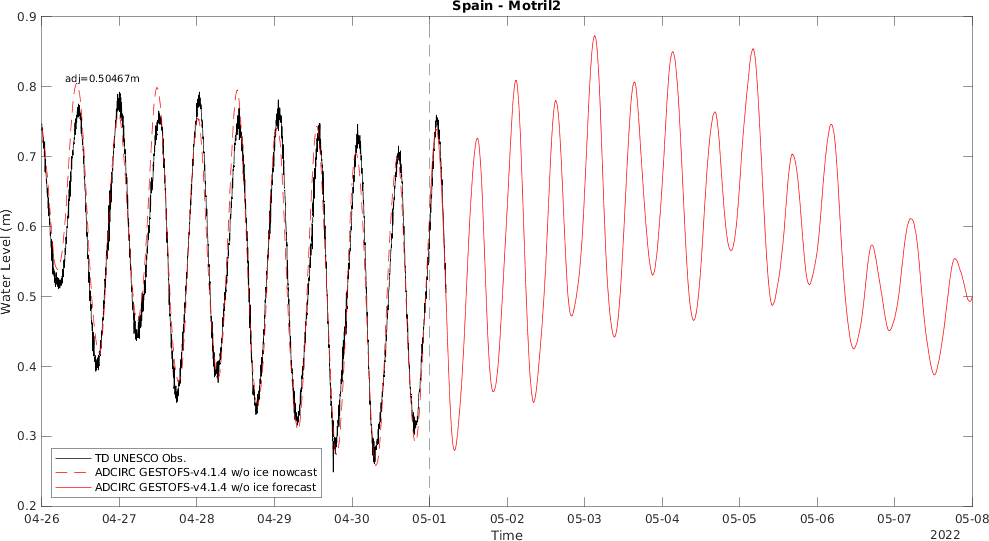 Spain - Motril2
adj=0.50467m
0.9
0.8
0.7
0.6
0.5
0.4
0.3
0.2
Water Level (m)
TD UNESCO Obs.
ADCIRC GESTOFS-v4.1.4 w/o ice nowcast
ADCIRC GESTOFS-v4.1.4 w/o ice forecast
04-26 04-27 04-28 04-29 04-30 05-01 05-02 05-03 05-04 05-05 05-06 05-07 05-08
Time
2022